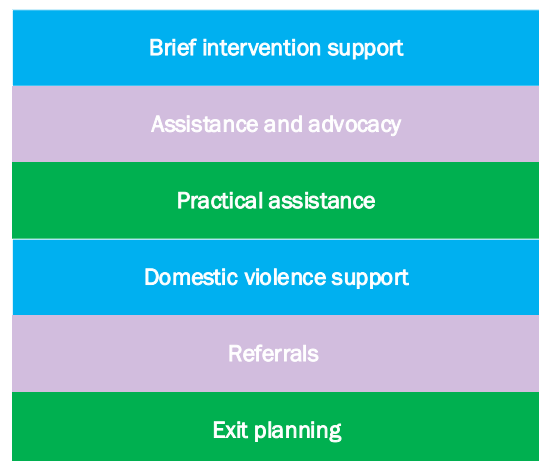 Brief intervention support
Assistance and advocacy
Practical assistance
Domestic violence support
Referrals
Exit planning